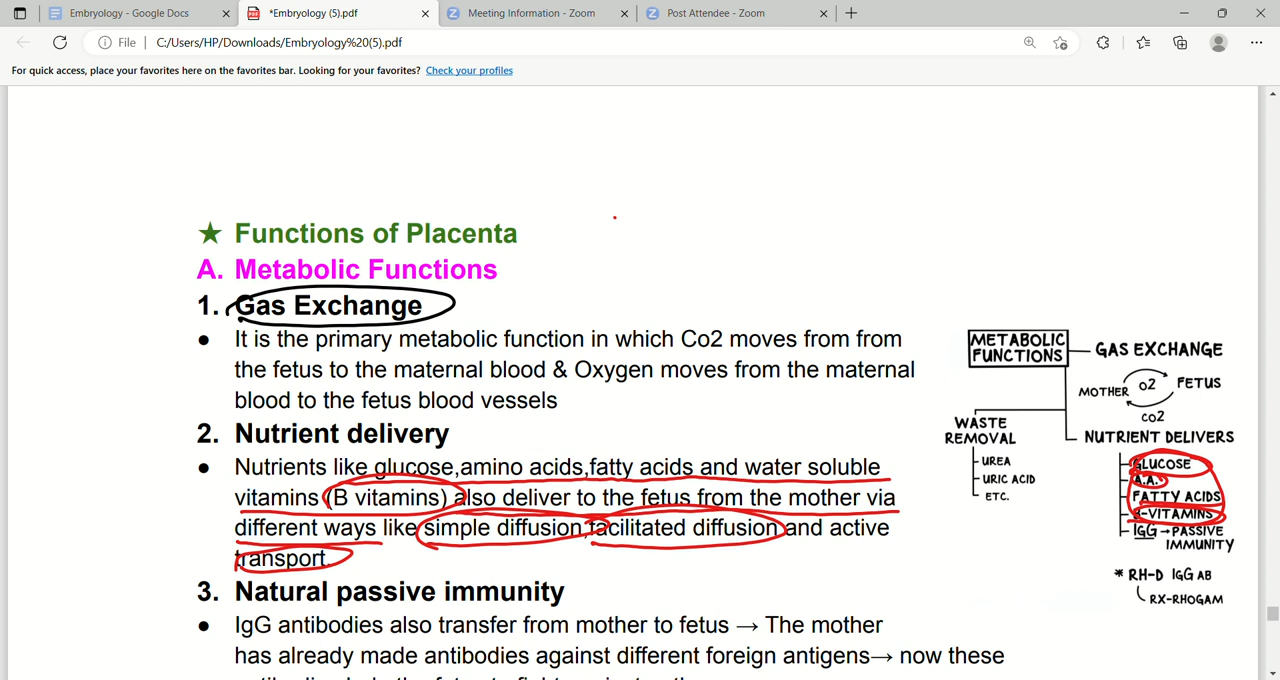 Embryology - Google Docs
*Embryology (5).pdf
Meeting Information - Zoom
Post Attendee - Zoom
File
C:/Users/HP/Downloads/Embryology%20(5).pdf
For quick access, place your favorites here on the favorites bar. Looking for your favorites? Check your profiles
★ Functions of Placenta
A. Metabolic Functions
1. Gas Exchange
● It is the primary metabolic function in which Co2 moves from from
the fetus to the maternal blood & Oxygen moves from the maternal
blood to the fetus blood vessels
2. Nutrient delivery
● Nutrients like glucose,amino acids,fatty acids and water soluble
vitamins (B vitamins) also deliver to the fetus from the mother via
different ways like simple diffusion,facilitated diffusion and active
transport.
3. Natural passive immunity
● IgG antibodies also transfer from mother to fetus → The mother
has already made antibodies against different foreign antigens→ now these
METABOLIC
FUNCTIONS
GAS EXCHANGE
MOTHER O2 FETUS
CO2
WASTE
REMOVAL
UREA
URIC ACID
ETC.
NUTRIENT DELIVERS
GLUCOSE
A.A.
FATTY ACIDS
B-VITAMINS
IGG → PASSIVE
IMMUNITY
* RH-D IGG AB
RX-RHOGAM